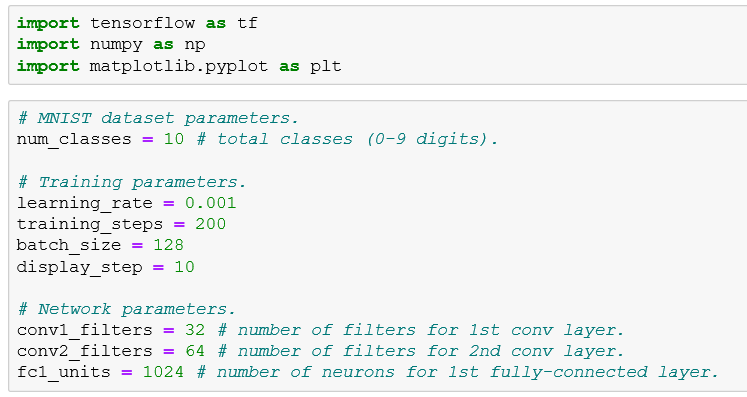 import tensorflow as tf
import numpy as np
import matplotlib.pyplot as plt
# MNIST dataset parameters.
num_classes = 10 # total classes (0-9 digits).
# Training parameters.
learning_rate = 0.001
training_steps = 200
batch_size = 128
display_step = 10
# Network parameters.
conv1_filters = 32 # number of filters for 1st conv layer.
conv2_filters = 64 # number of filters for 2nd conv layer.
fc1_units = 1024 # number of neurons for 1st fully-connected layer.